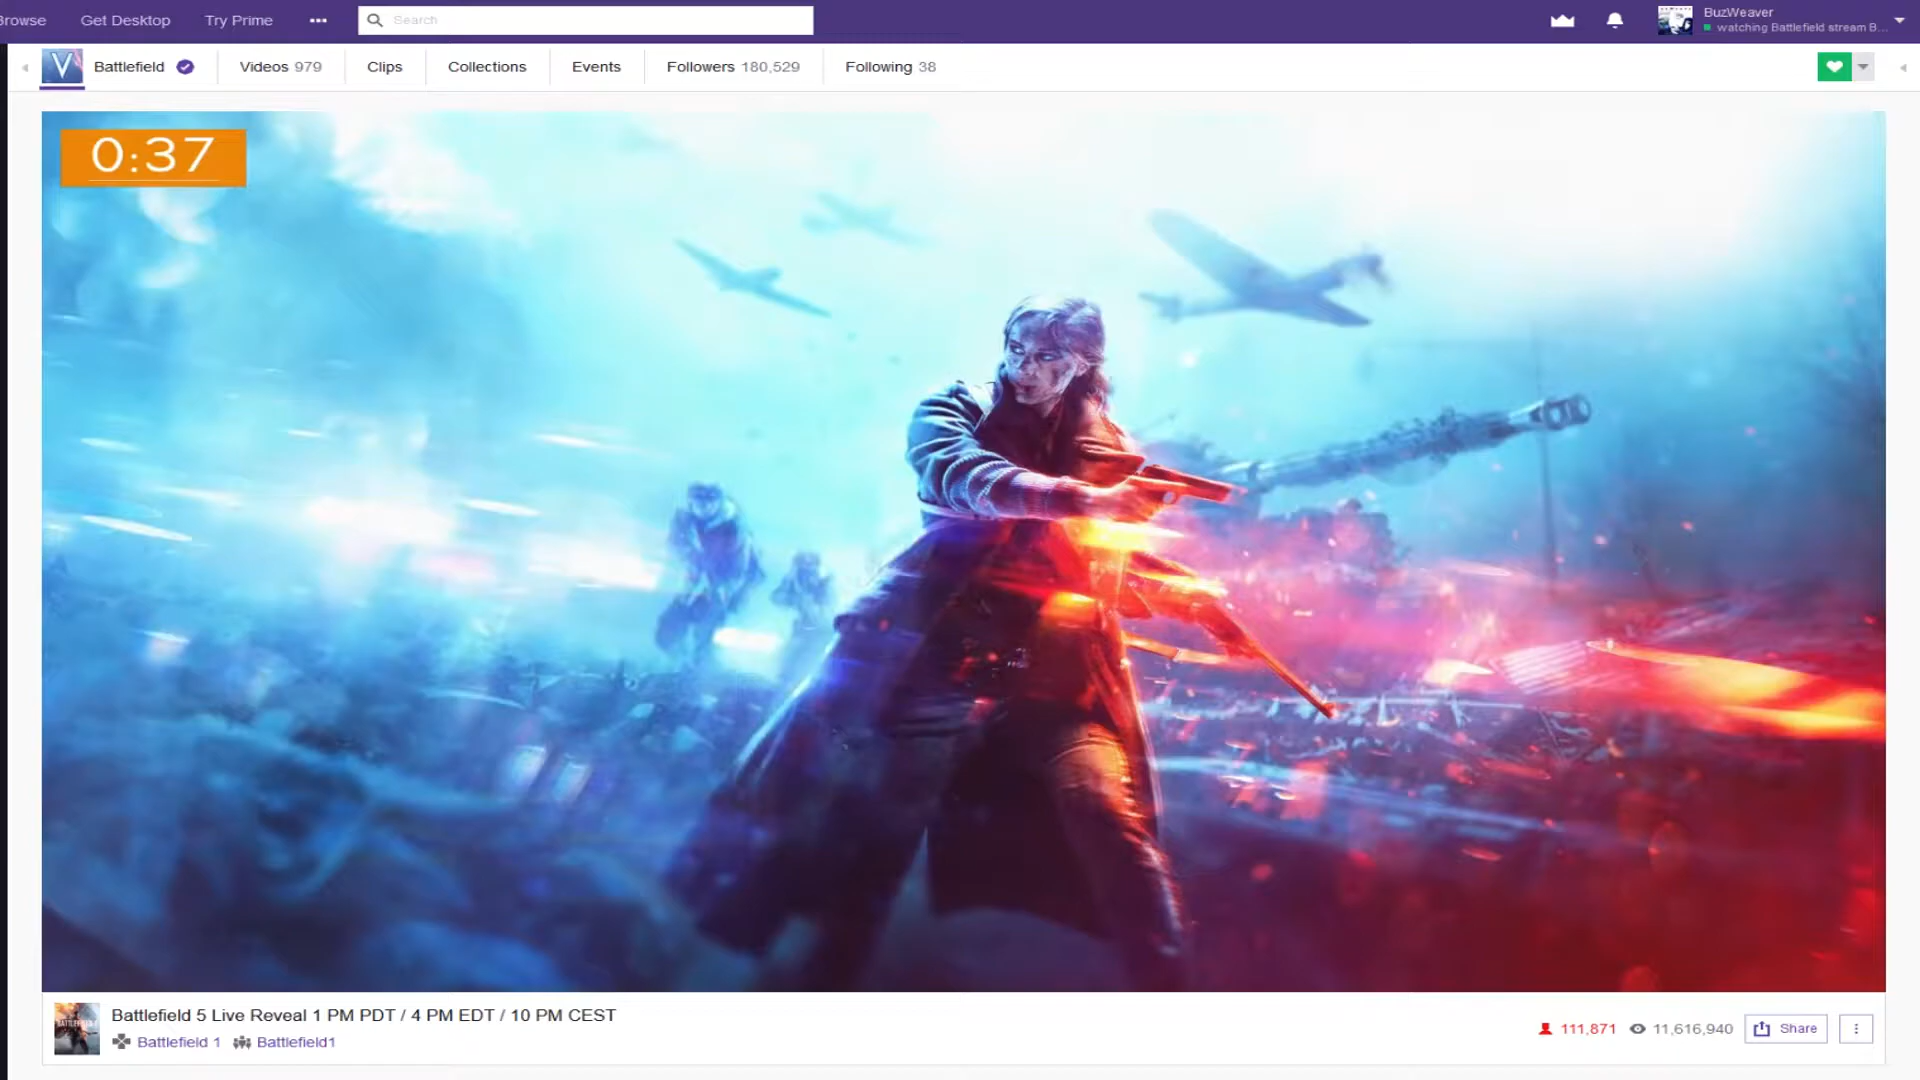 Browse Get Desktop Try Prime ••• Search BuzWeaver
watching Battlefield stream B...
V Battlefield Videos 979 Clips Collections Events Followers 180,529 Following 38
0:37
Battlefield 5 Live Reveal 1 PM PDT / 4 PM EDT / 10 PM CEST
Battlefield 1 Battlefield1
111,871 11,616,940 Share